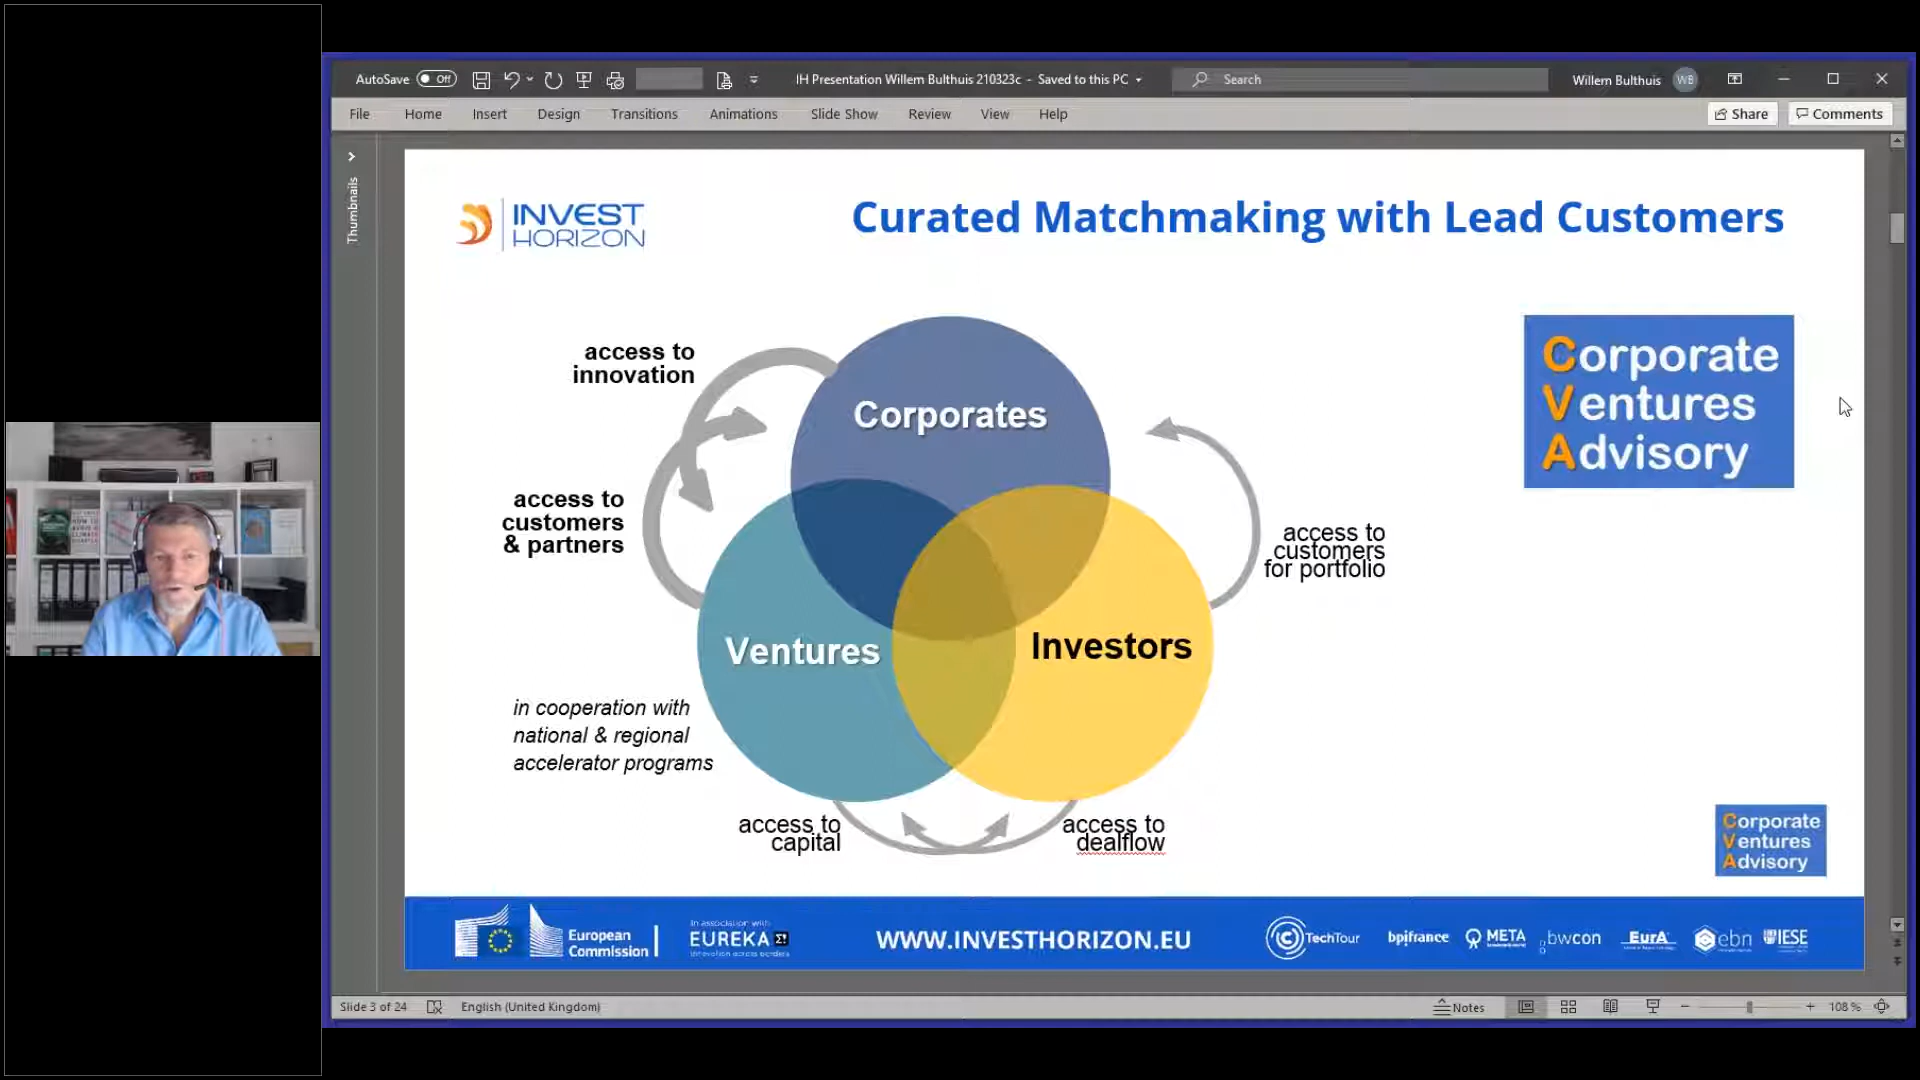 AutoSave Off
IH Presentation Willem Bulthuis 210323c - Saved to this PC
Search
Willem Bulthuis WB
File Home Insert Design Transitions Animations Slide Show Review View Help
Share Comments
Thumbnails
INVEST
HORIZON
Curated Matchmaking with Lead Customers
access to
innovation
Corporates
Corporate
Ventures
Advisory
access to
customers
& partners
access to
customers
for portfolio
Ventures
Investors
in cooperation with
national & regional
accelerator programs
access to
capital
access to
dealflow
Corporate
Ventures
Advisory
European
Commission
In association with
EUREKA Σ!
innovation across borders
WWW.INVESTHORIZON.EU
TechTour
bpifrance
META
bwcon
EurA
ebn
IESE
Slide 3 of 24
English (United Kingdom)
Notes
108 %